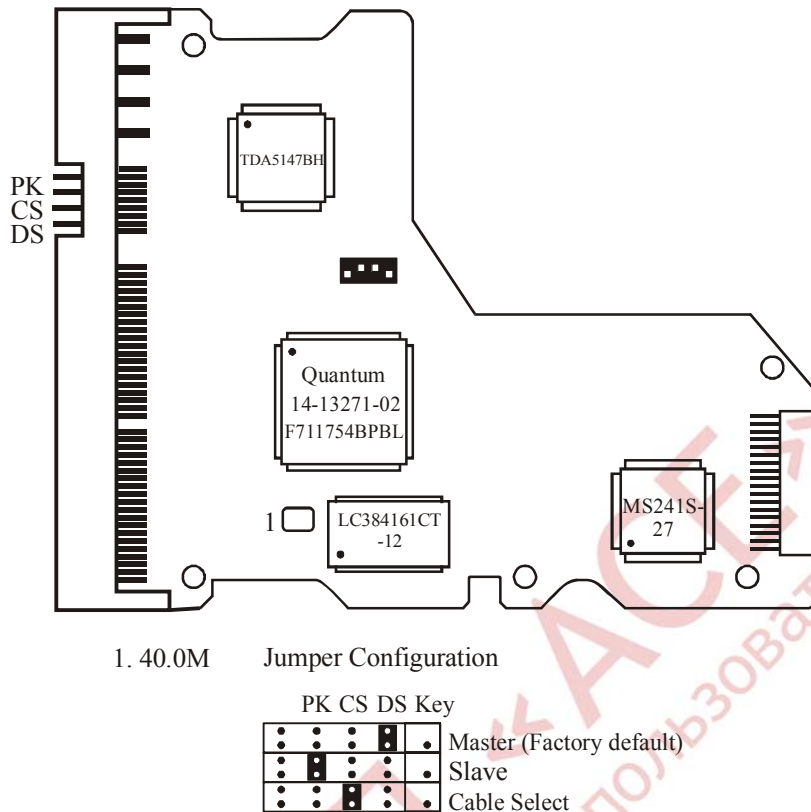 TDA5147BH
PK
CS
DS
Quantum
14-13271-02
F711754BPBL
1
LC384161CT
-12
MS241S-
27
«ACE»
1. 40.0M
Jumper Configuration
PK CS DS Key
Master (Factory default)
Slave
Cable Select